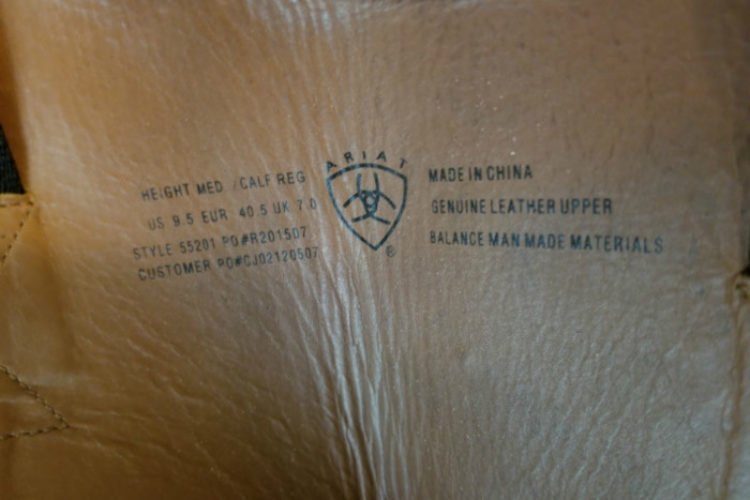 HEIGHT MED /CALF REG
US 9.5 EUR 40.5 UK 7.0
STYLE 55201 PO#R201507
CUSTOMER PO#CJ02120507
ARIAT
®
MADE IN CHINA
GENUINE LEATHER UPPER
BALANCE MAN MADE MATERIALS